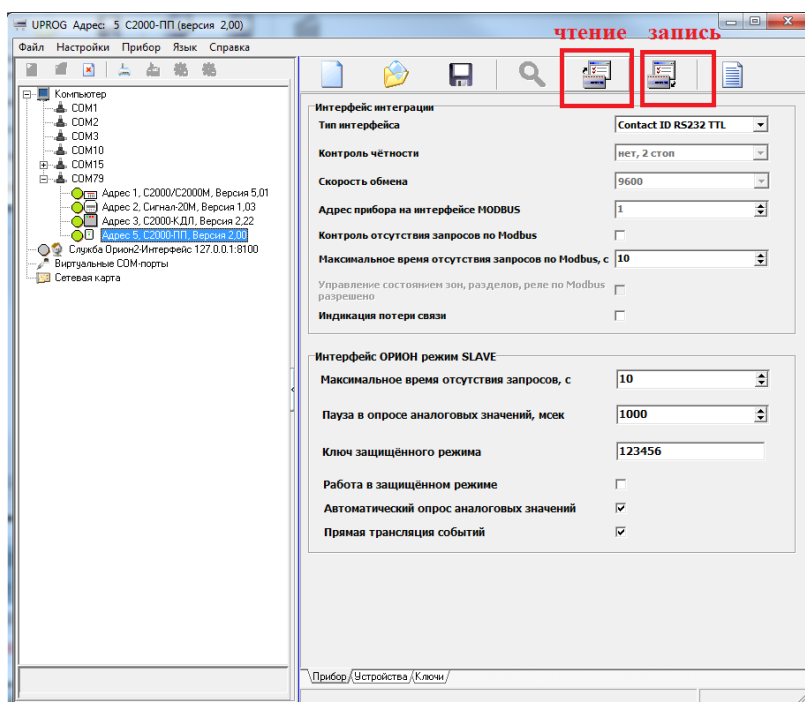 UPROG Адрес: 5 С2000-ПП (версия 2,00)
чтение запись
Файл Настройки Прибор Язык Справка
Компьютер
COM1
COM2
COM3
COM10
COM15
COM79
Адрес 1, С2000/С2000М, Версия 5,01
Адрес 2, Сигнал-20М, Версия 1,03
Адрес 3, С2000-КДЛ, Версия 2,22
Адрес 5, С2000-ПП, Версия 2,00
Служба Орион2-Интерфейс 127.0.0.1:8100
Виртуальные COM-порты
Сетевая карта
Интерфейс интеграции
Тип интерфейса Contact ID RS232 TTL
Контроль чётности нет, 2 стоп
Скорость обмена 9600
Адрес прибора на интерфейсе MODBUS 1
Контроль отсутствия запросов по Modbus
Максимальное время отсутствия запросов по Modbus, с 10
Управление состоянием зон, разделов, реле по Modbus
разрешено
Индикация потери связи
Интерфейс ОРИОН режим SLAVE
Максимальное время отсутствия запросов, с 10
Пауза в опросе аналоговых значений, мсек 1000
Ключ защищённого режима 123456
Работа в защищённом режиме
Автоматический опрос аналоговых значений
Прямая трансляция событий
Прибор Устройства Ключи